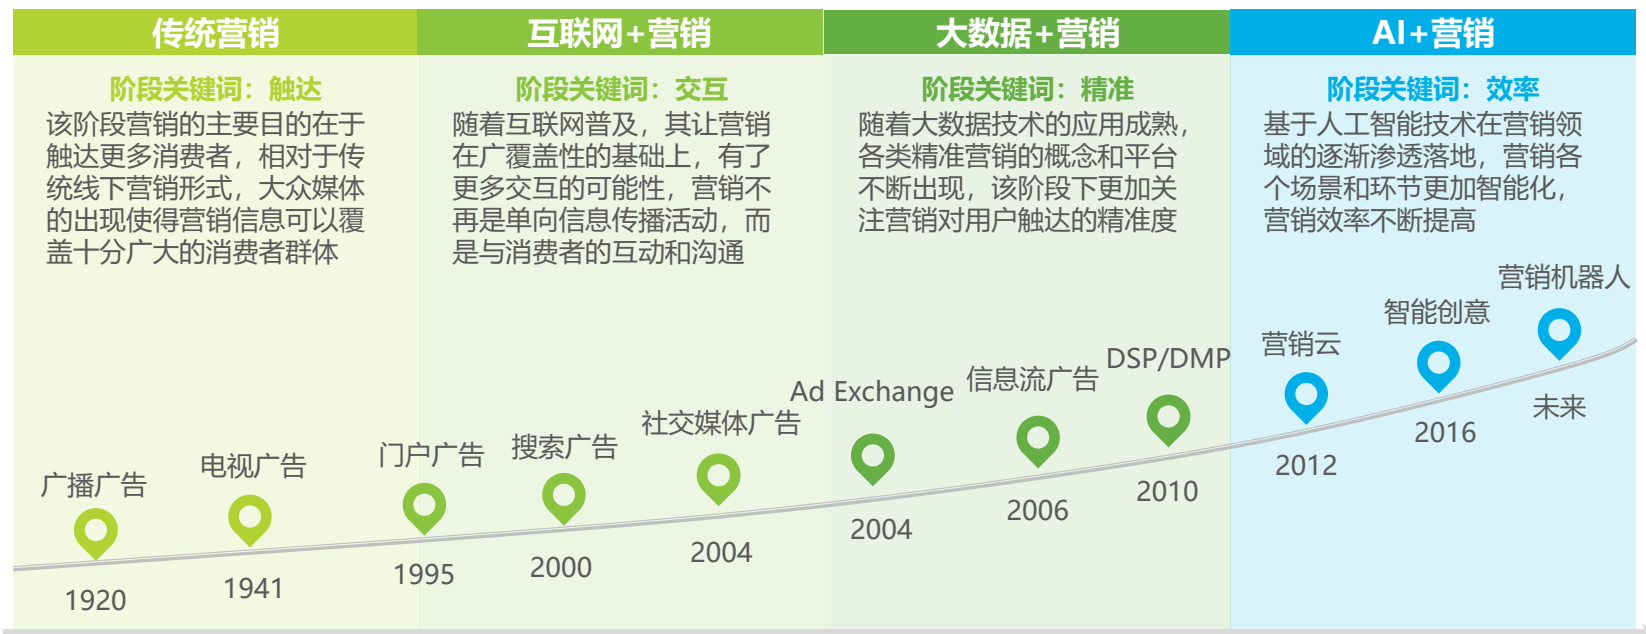 传统营销
阶段关键词：触达
该阶段营销的主要目的在于
触达更多消费者，相对于传
统线下营销形式，大众媒体
的出现使得营销信息可以覆
盖十分广大的消费者群体
互联网+营销
阶段关键词：交互
随着互联网普及，其让营销
在广覆盖性的基础上，有了
更多交互的可能性，营销不
再是单向信息传播活动，而
是与消费者的互动和沟通
大数据+营销
阶段关键词：精准
随着大数据技术的应用成熟，
各类精准营销的概念和平台
不断出现，该阶段下更加关
注营销对用户触达的精准度
AI+营销
阶段关键词：效率
基于人工智能技术在营销领
域的逐渐渗透落地，营销各
个场景和环节更加智能化，
营销效率不断提高
广播广告
1920
电视广告
1941
门户广告
1995
搜索广告
2000
社交媒体广告
2004
Ad Exchange
2004
信息流广告
2006
DSP/DMP
2010
营销云
2012
智能创意
2016
营销机器人
未来